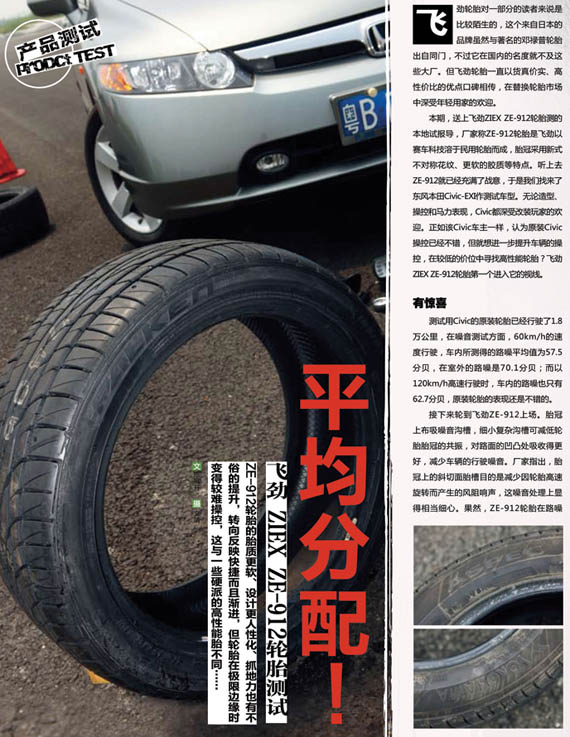 产品测试
PrODCt TEST
粤B
平均分配！
飞劲 ZIEX ZE-912轮胎测试
ZE-912轮胎的胎质更软、设计更人性化，抓地力也有不
俗的提升，转向反映快捷而且渐进，但轮胎在极限边缘时
变得较难操控，这与一些硬派的高性能胎不同……
文
飞
劲轮胎对一部分的读者来说是
比较陌生的，这个来自日本的
品牌虽然与著名的邓禄普轮胎
出自同门，不过它在国内的名度就不及这
些大厂。但飞劲轮胎一直以货真价实、高
性价比的优点口碑相传，在替换轮胎市场
中深受年轻用家的欢迎。
本期，送上飞劲ZIEX ZE-912轮胎测的
本地试报导，厂家称ZE-912轮胎是飞劲以
赛车科技溶于民用轮胎而成，胎冠采用新式
不对称花纹、更软的胶质等特点。听上去
ZE-912就已经充满了战意，于是我们找来了
东风本田Civic-EXI作测试车型。无论造型、
操控和马力表现，Civic都深受改装玩家的欢
迎。正如该Civic车主一样，认为原装Civic
操控已经不错，但就想进一步提升车辆的操
控，在较低的价位中寻找高性能轮胎？飞劲
ZIEX ZE-912轮胎第一个进入它的视线。
有惊喜
测试用Civic的原装轮胎已经行驶了1.8
万公里，在噪音测试方面，60km/h的速
度行驶，车内所测得的路噪平均值为57.5
分贝，在室外的路噪是70.1分贝；而以
120km/h高速行驶时，车内的路噪也只有
62.7分贝，原装轮胎的表现还是不错的。
接下来轮到飞劲ZE-912上场。胎冠
上布吸噪音沟槽，细小复杂沟槽可减低轮
胎胎冠的共振，对路面的凹凸处吸收得更
好，减少车辆的行驶噪音。厂家指出，胎
冠上的斜切面胎槽目的是减少因轮胎高速
旋转而产生的风阻哨声，这噪音处理上显
得相当细心。果然，ZE-912轮胎在路噪